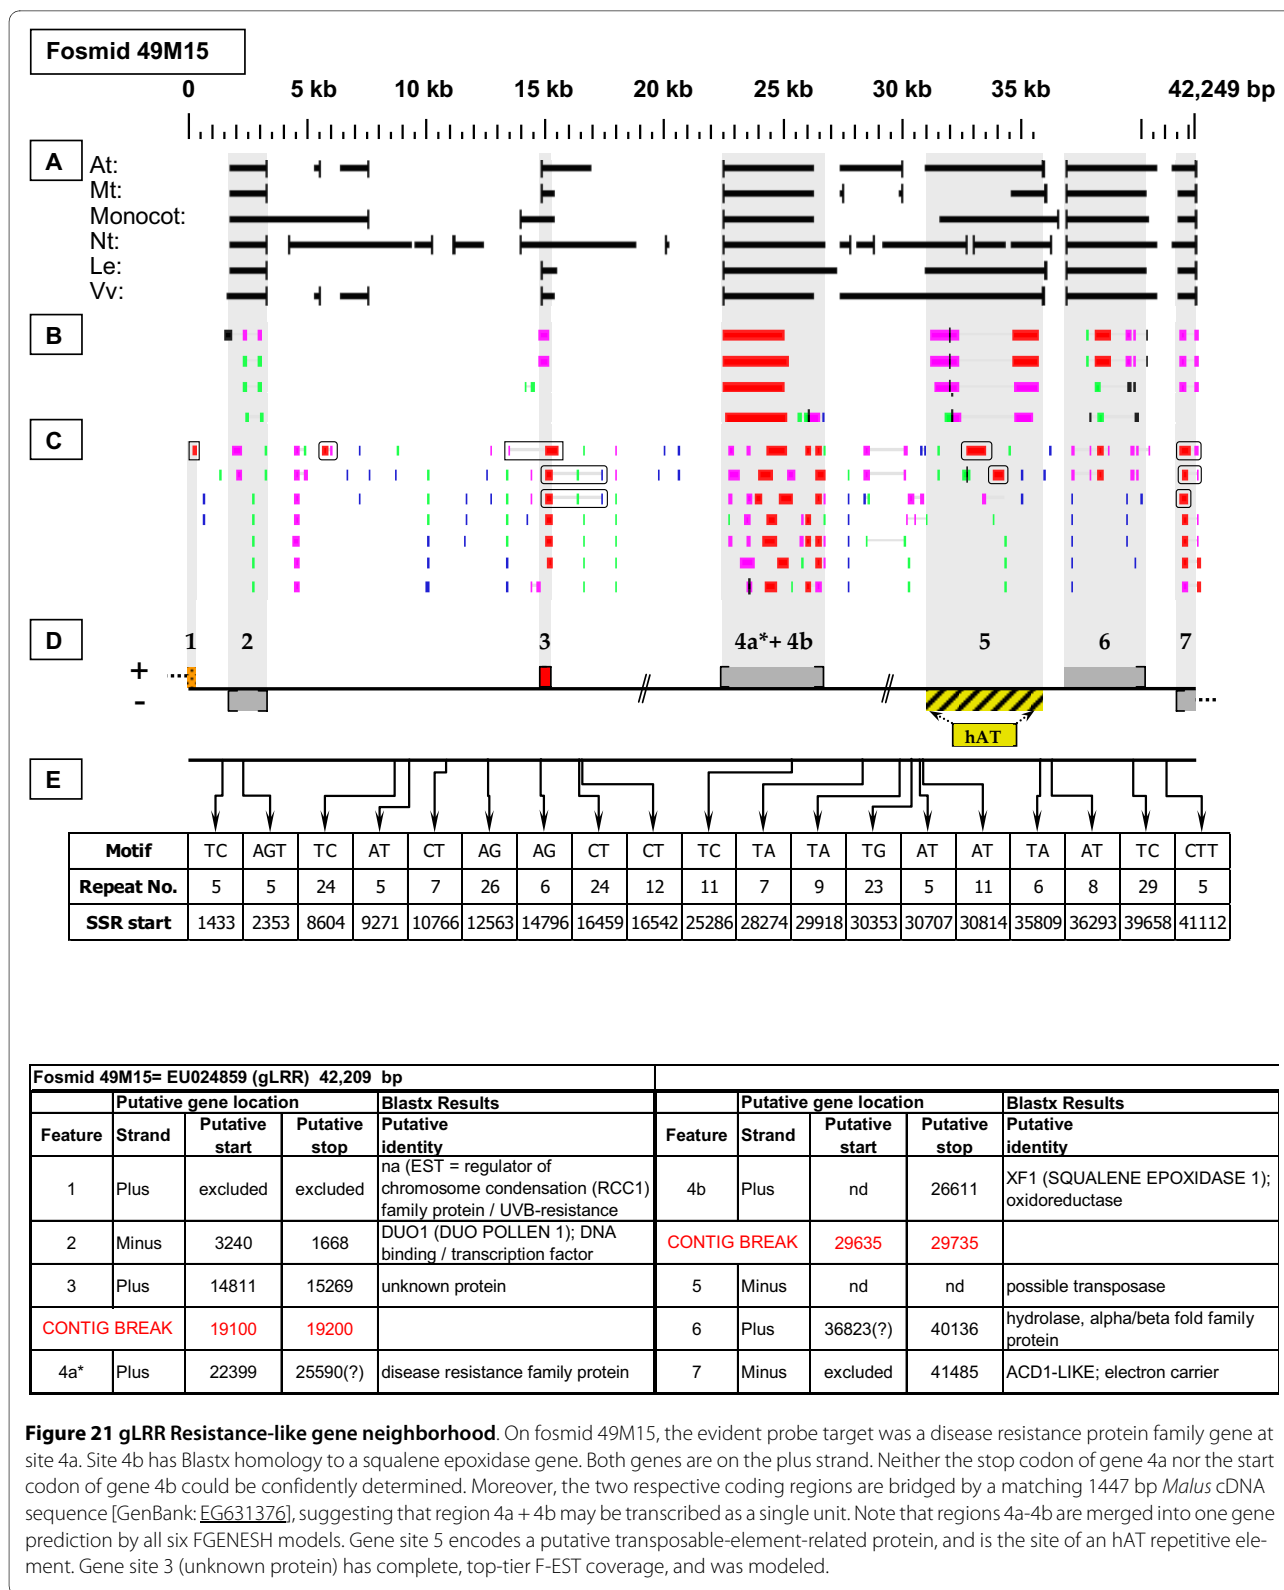 Fosmid 49M15
0 5 kb 10 kb 15 kb 20 kb 25 kb 30 kb 35 kb 42,249 bp
A
At:
Mt:
Monocot:
Nt:
Le:
Vv:
B
C
D
1 2 3 4a*+ 4b 5 6 7
+
-
hAT
E
Motif TC AGT TC AT CT AG AG CT CT TC TA TA TG AT AT TA AT TC CTT
Repeat No. 5 5 24 5 7 26 6 24 12 11 7 9 23 5 11 6 8 29 5
SSR start 1433 2353 8604 9271 10766 12563 14796 16459 16542 25286 28274 29918 30353 30707 30814 35809 36293 39658 41112
Fosmid 49M15= EU024859 (gLRR) 42,209 bp
Putative gene location Blastx Results Putative gene location Blastx Results
Feature Strand Putative start Putative stop Putative identity Feature Strand Putative start Putative stop Putative identity
1 Plus excluded excluded na (EST = regulator of chromosome condensation (RCC1) family protein / UVB-resistance 4b Plus nd 26611 XF1 (SQUALENE EPOXIDASE 1); oxidoreductase
2 Minus 3240 1668 DUO1 (DUO POLLEN 1); DNA binding / transcription factor CONTIG BREAK 29635 29735
3 Plus 14811 15269 unknown protein 5 Minus nd nd possible transposase
CONTIG BREAK 19100 19200 6 Plus 36823(?) 40136 hydrolase, alpha/beta fold family protein
4a* Plus 22399 25590(?) disease resistance family protein 7 Minus excluded 41485 ACD1-LIKE; electron carrier
Figure 21 gLRR Resistance-like gene neighborhood. On fosmid 49M15, the evident probe target was a disease resistance protein family gene at
site 4a. Site 4b has Blastx homology to a squalene epoxidase gene. Both genes are on the plus strand. Neither the stop codon of gene 4a nor the start
codon of gene 4b could be confidently determined. Moreover, the two respective coding regions are bridged by a matching 1447 bp Malus cDNA
sequence [GenBank: EG631376], suggesting that region 4a + 4b may be transcribed as a single unit. Note that regions 4a-4b are merged into one gene
prediction by all six FGENESH models. Gene site 5 encodes a putative transposable-element-related protein, and is the site of an hAT repetitive ele-
ment. Gene site 3 (unknown protein) has complete, top-tier F-EST coverage, and was modeled.